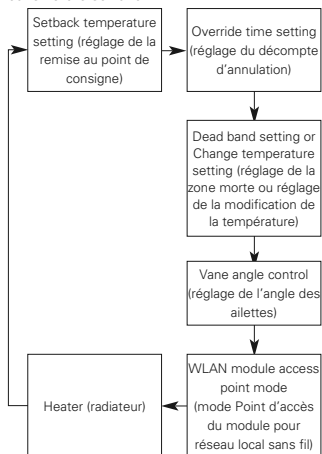 Setback temperature
setting (réglage de la
remise au point de
consigne)
Override time setting
(réglage du décompte
d'annulation)
Dead band setting or
Change temperature
setting (réglage de la
zone morte ou réglage
de la modification de
la température)
Vane angle control
(réglage de l'angle des
ailettes)
WLAN module access
point mode
(mode Point d'accès
du module pour
réseau local sans fil)
Heater (radiateur)